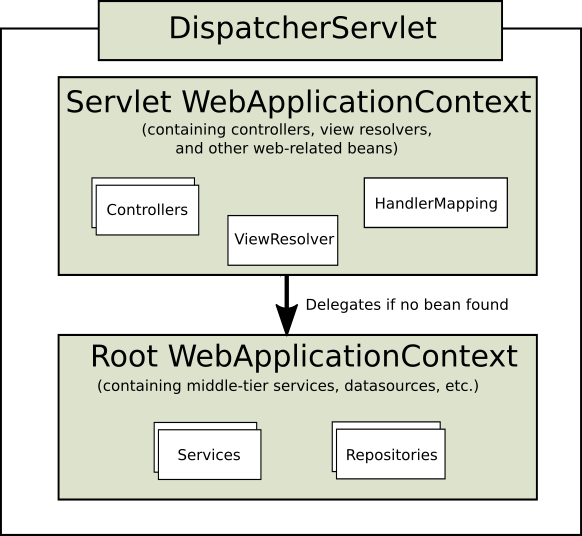 DispatcherServlet
Servlet WebApplicationContext
(containing controllers, view resolvers,
and other web-related beans)
Controllers
HandlerMapping
ViewResolver
Delegates if no bean found
Root WebApplicationContext
(containing middle-tier services, datasources, etc.)
Services
Repositories